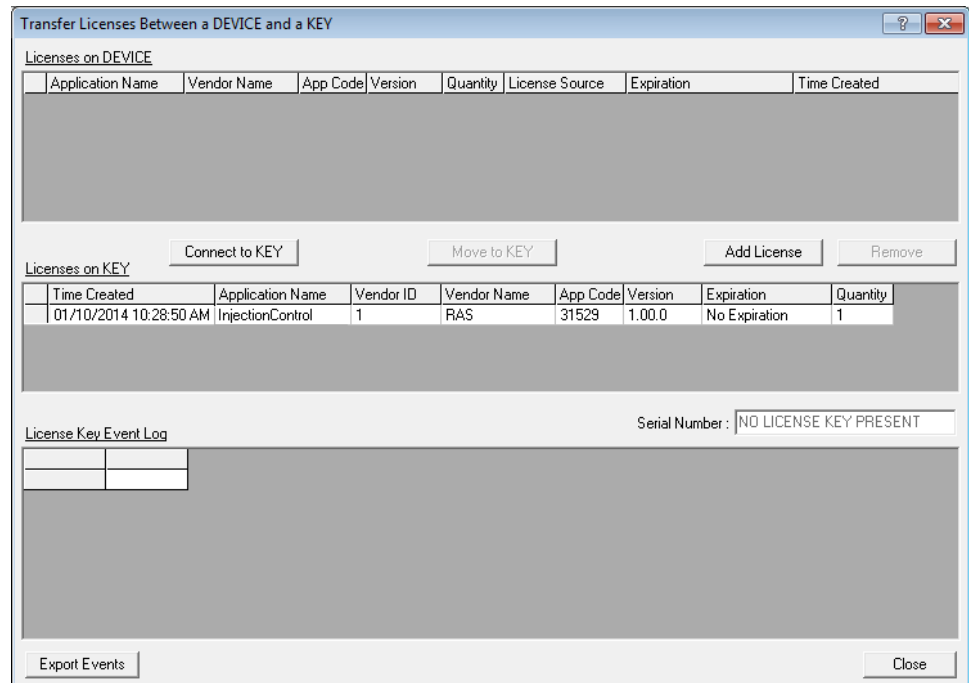 Transfer Licenses Between a DEVICE and a KEY
Licenses on DEVICE
Application Name Vendor Name App Code Version Quantity License Source Expiration Time Created
Connect to KEY Move to KEY Add License Remove
Licenses on KEY
Time Created Application Name Vendor ID Vendor Name App Code Version Expiration Quantity
01/10/2014 10:28:50 AM InjectionControl 1 RAS 31529 1.00.0 No Expiration 1
Serial Number : NO LICENSE KEY PRESENT
License Key Event Log
Export Events Close